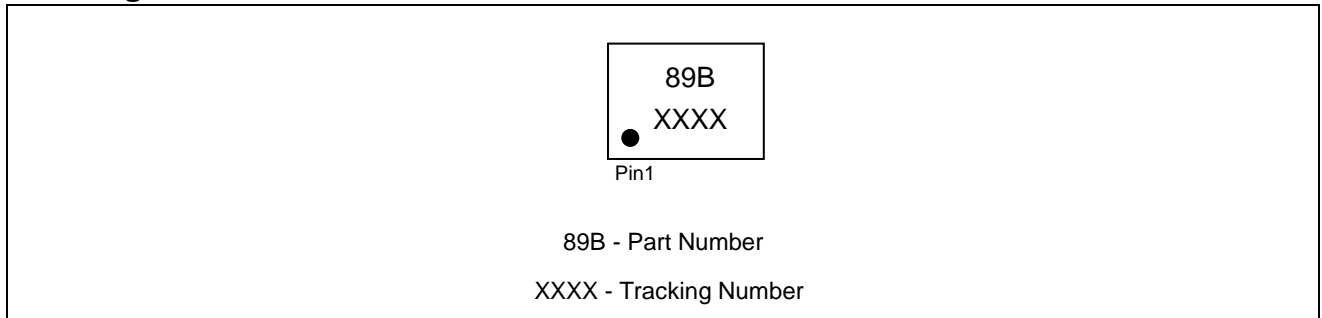 89B
XXXX
Pin1
89B - Part Number
XXXX - Tracking Number